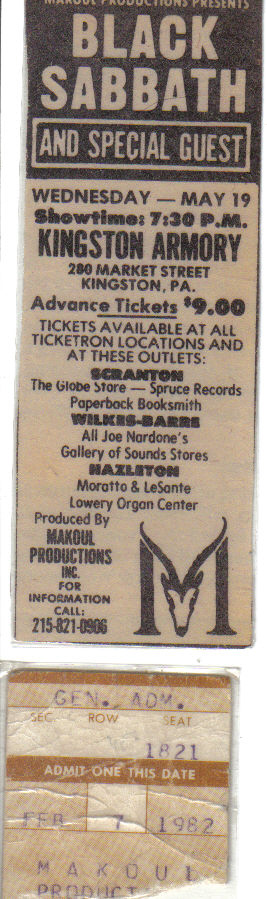 MAKOUL PRODUCTIONS PRESENTS
BLACK
SABBATH
AND SPECIAL GUEST
WEDNESDAY — MAY 19
Showtime: 7:30 P.M.
KINGSTON ARMORY
280 MARKET STREET
KINGSTON, PA.
Advance Tickets $9.00
TICKETS AVAILABLE AT ALL
TICKETRON LOCATIONS AND
AT THESE OUTLETS:
SCRANTON
The Globe Store — Spruce Records
Paperback Booksmith
WILKES-BARRE
All Joe Nardone's
Gallery of Sounds Stores
HAZLETON
Moratto & LeSante
Lowery Organ Center
Produced By
MAKOUL
PRODUCTIONS
INC.
FOR
INFORMATION
CALL:
215-821-0906
M
GEN. ADM.
SEC. ROW SEAT
1821
ADMIT ONE THIS DATE
FEB 7 1982
MAKOUL
PRODUCT